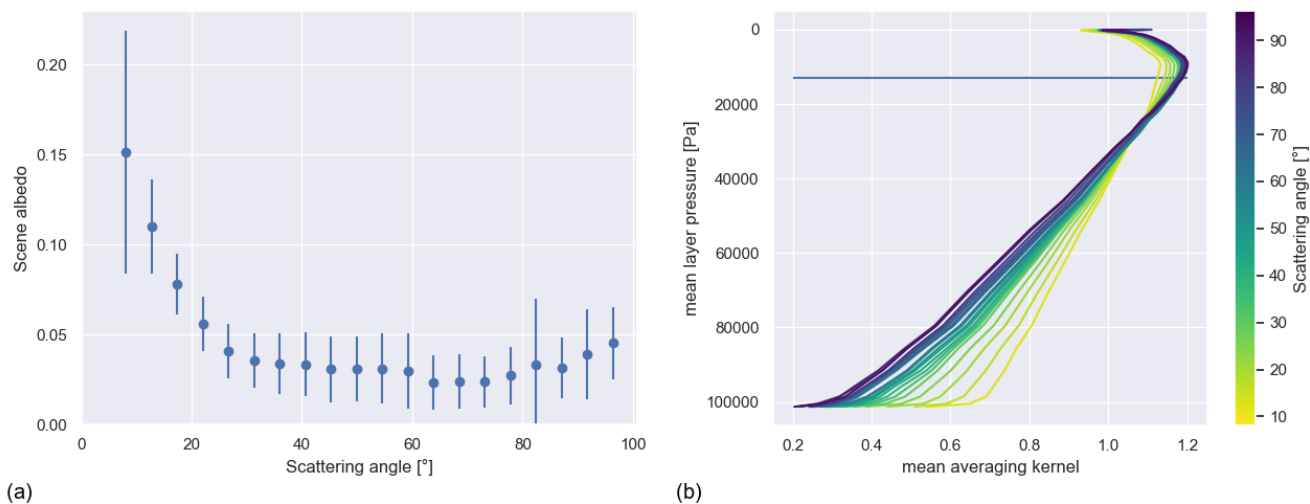 0.20
0.15
0.10
0.05
0.00
Scene albedo
0 20 40 60 80 100
Scattering angle [°]
(a)
0
20000
40000
60000
80000
100000
mean layer pressure [Pa]
0.2 0.4 0.6 0.8 1.0 1.2
mean averaging kernel
90
80
70
60
50
40
30
20
10
Scattering angle [°]
(b)